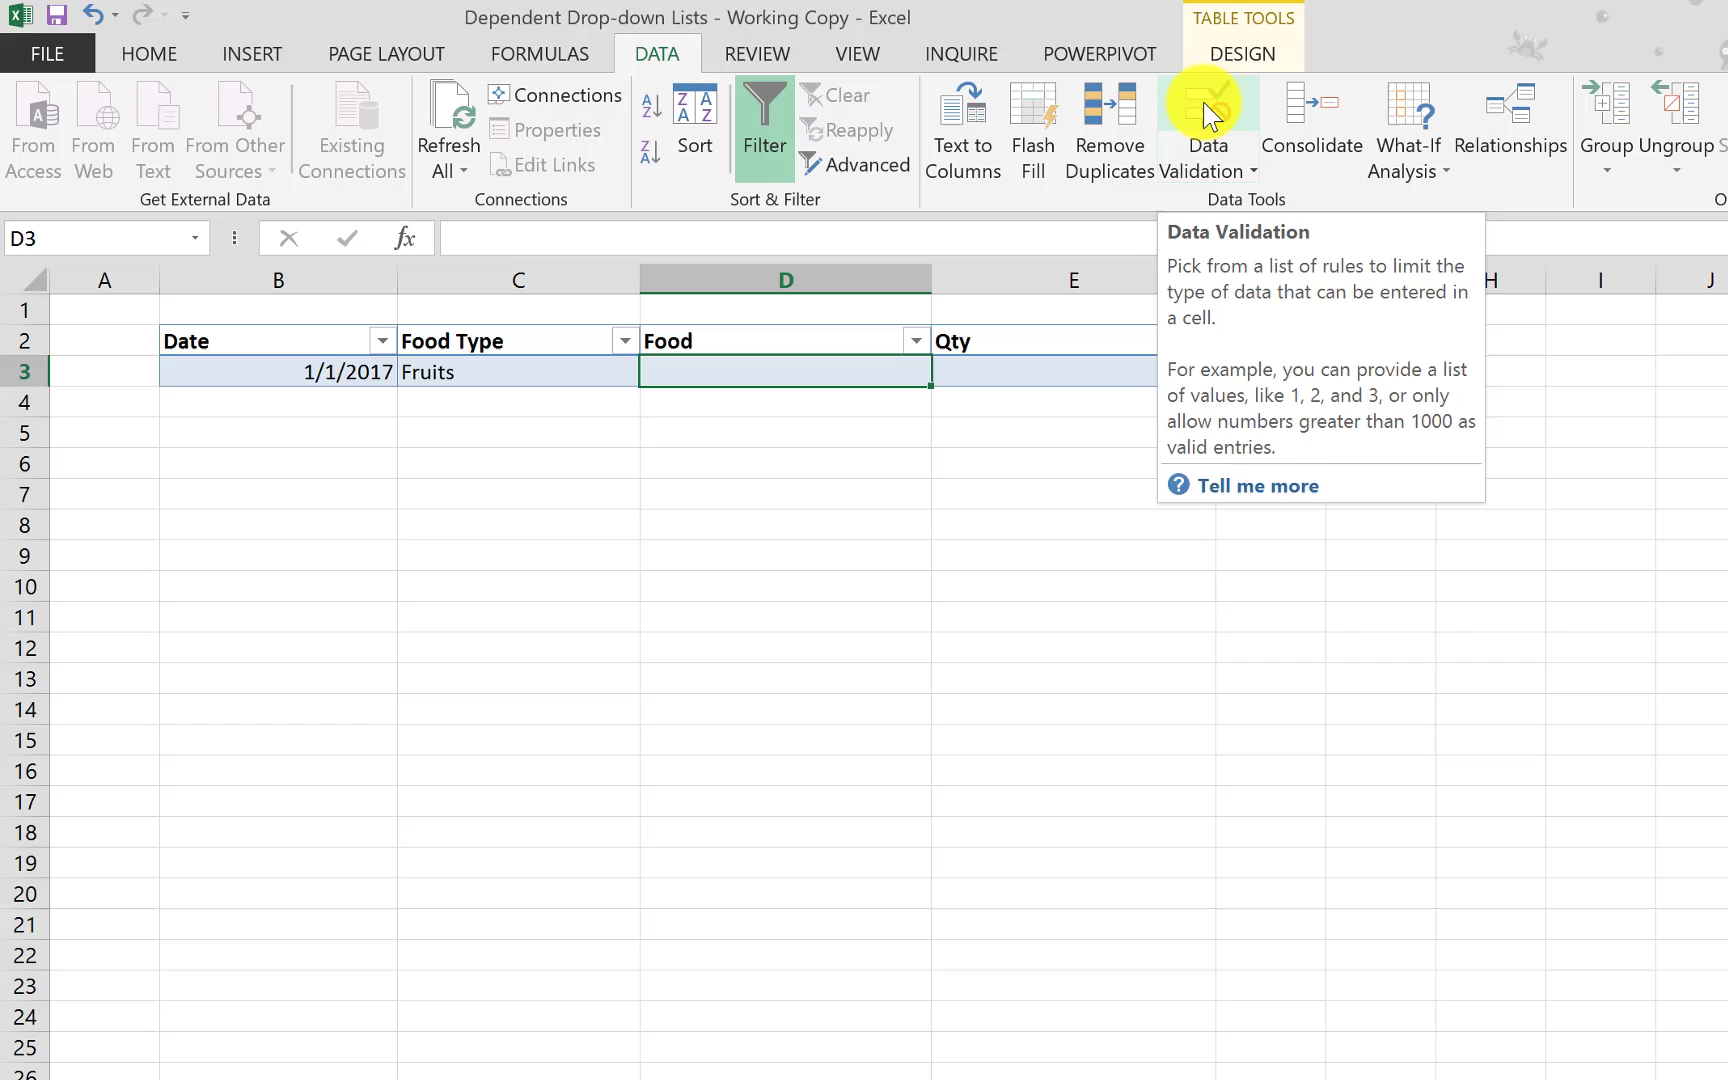 Dependent Drop-down Lists - Working Copy - Excel
TABLE TOOLS
FILE HOME INSERT PAGE LAYOUT FORMULAS DATA REVIEW VIEW INQUIRE POWERPIVOT DESIGN
From Access
From Web
From Text
From Other Sources
Existing Connections
Get External Data
Refresh All
Connections
Properties
Edit Links
Connections
Sort
Filter
Clear
Reapply
Advanced
Sort & Filter
Text to Columns
Flash Fill
Remove Duplicates
Data Validation
Consolidate
What-If Analysis
Relationships
Data Tools
Group
Ungroup
D3
fx
Data Validation
Pick from a list of rules to limit the
type of data that can be entered in
a cell.
For example, you can provide a list
of values, like 1, 2, and 3, or only
allow numbers greater than 1000 as
valid entries.
? Tell me more
A B C D E H I J
1
2 Date Food Type Food Qty
3 1/1/2017 Fruits
4
5
6
7
8
9
10
11
12
13
14
15
16
17
18
19
20
21
22
23
24
25
26